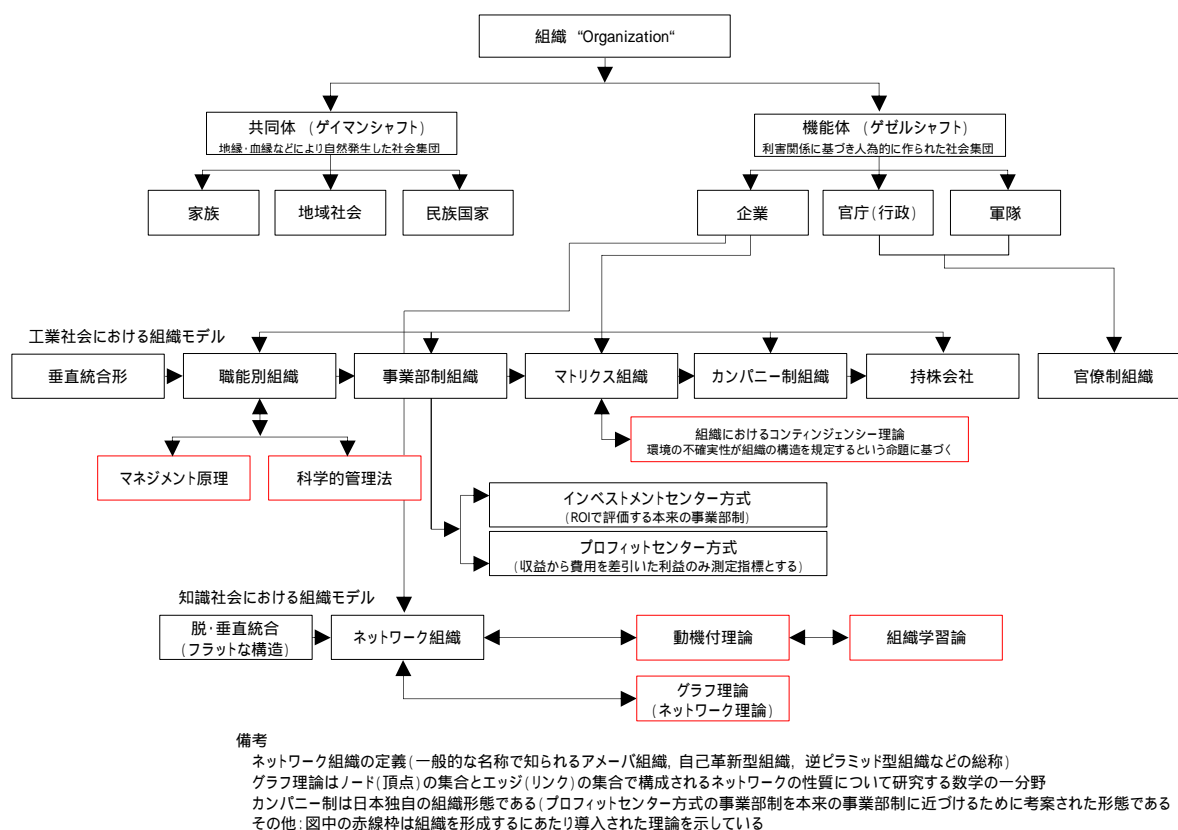 組織 “Organization“
共同体 (ゲイマンシャフト)
地縁・血縁などにより自然発生した社会集団
機能体 (ゲゼルシャフト)
利害関係に基づき人為的に作られた社会集団
家族
地域社会
民族国家
企業
官庁(行政)
軍隊
工業社会における組織モデル
垂直統合形
職能別組織
事業部制組織
マトリクス組織
カンパニー制組織
持株会社
官僚制組織
マネジメント原理
科学的管理法
組織におけるコンティンジェンシー理論
環境の不確実性が組織の構造を規定するという命題に基づく
インベストメントセンター方式
(ROIで評価する本来の事業部制)
プロフィットセンター方式
(収益から費用を差引いた利益のみ測定指標とする)
知識社会における組織モデル
脱・垂直統合
(フラットな構造)
ネットワーク組織
動機付理論
組織学習論
グラフ理論
(ネットワーク理論)
備考
ネットワーク組織の定義(一般的な名称で知られるアメーバ組織, 自己革新型組織, 逆ピラミッド型組織などの総称)
グラフ理論はノード(頂点)の集合とエッジ(リンク)の集合で構成されるネットワークの性質について研究する数学の一分野
カンパニー制は日本独自の組織形態である(プロフィットセンター方式の事業部制を本来の事業部制に近づけるために考案された形態である
その他:図中の赤線枠は組織を形成するにあたり導入された理論を示している